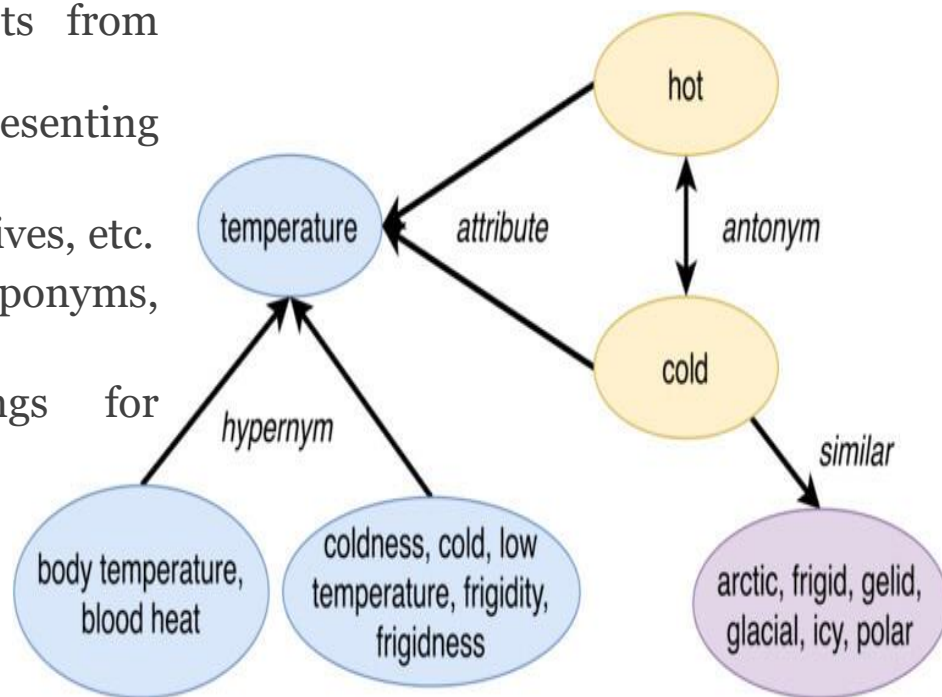 ts from
esenting
ives, etc.
ponyms,
ngs for
hot
temperature
attribute
antonym
cold
hypernym
similar
body temperature,
blood heat
coldness, cold, low
temperature, frigidity,
frigidness
arctic, frigid, gelid,
glacial, icy, polar